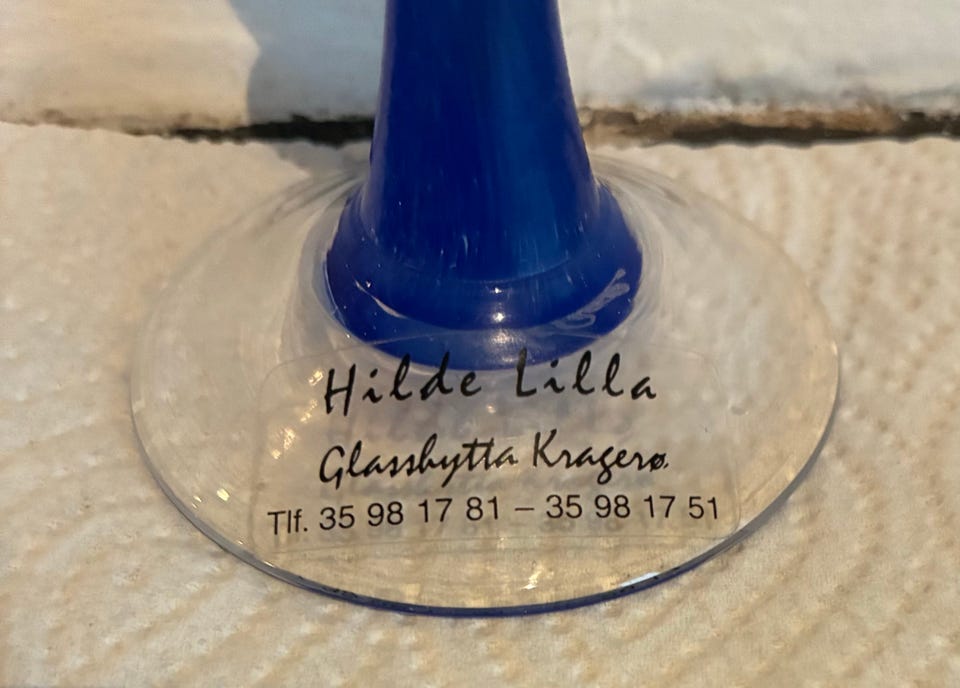 Hilde Lilla
Glasshytta Kragerø
Tlf. 35 98 17 81 – 35 98 17 51